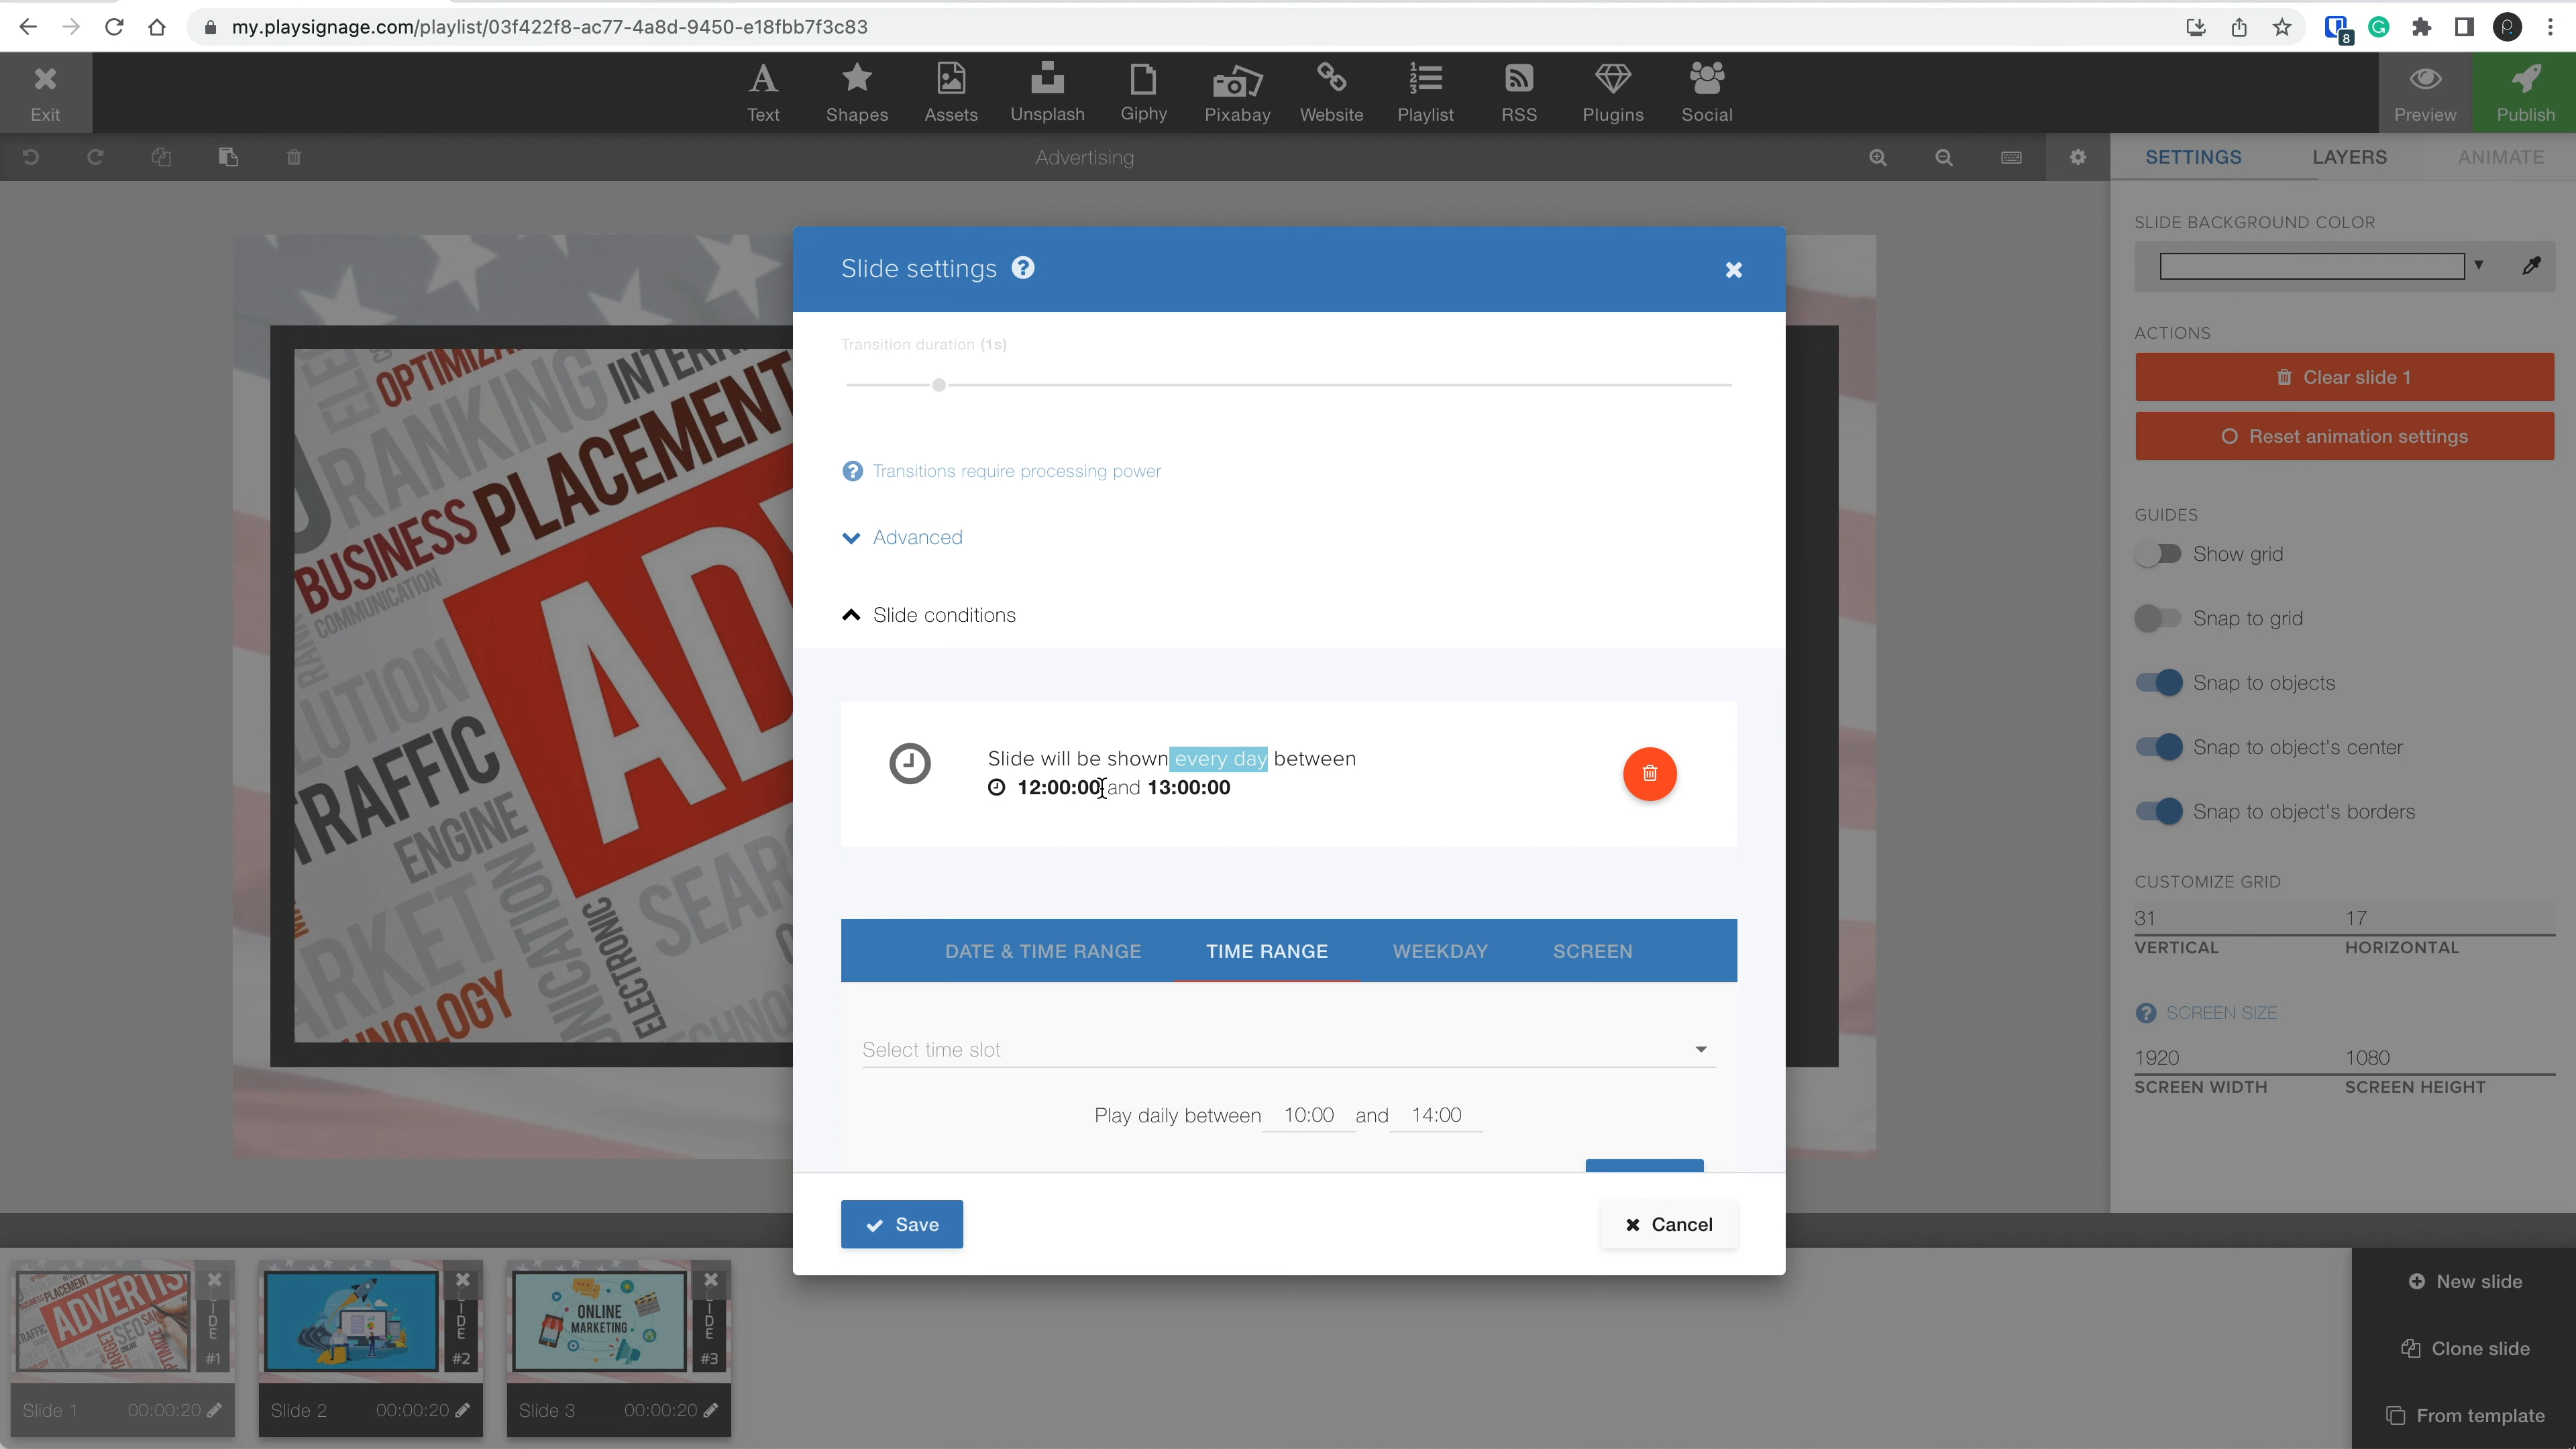 my.playsignage.com/playlist/03f422f8-ac77-4a8d-9450-e18fbb7f3c83
8
Exit
Text
Shapes
Assets
Unsplash
Giphy
Pixabay
Website
Playlist
RSS
Plugins
Social
Preview
Publish
Advertising
SETTINGS
LAYERS
ANIMATE
SLIDE BACKGROUND COLOR
ACTIONS
Clear slide 1
Reset animation settings
GUIDES
Show grid
Snap to grid
Snap to objects
Snap to object's center
Snap to object's borders
CUSTOMIZE GRID
31
17
VERTICAL
HORIZONTAL
SCREEN SIZE
1920
1080
SCREEN WIDTH
SCREEN HEIGHT
Slide settings
Transition duration (1s)
Transitions require processing power
Advanced
Slide conditions
Slide will be shown every day between
12:00:00 and 13:00:00
DATE & TIME RANGE
TIME RANGE
WEEKDAY
SCREEN
Select time slot
Play daily between 10:00 and 14:00
Save
Cancel
RANKING
BUSINESS
PLACEMENT
COMMUNICATION
TRAFFIC
ENGINE
ELECTRONIC
ADVERTIS
PLACEMENT
TRAFFIC
SEO
TARGET
#1
Slide 1
00:00:20
#2
Slide 2
00:00:20
ONLINE
MARKETING
#3
Slide 3
00:00:20
New slide
Clone slide
From template